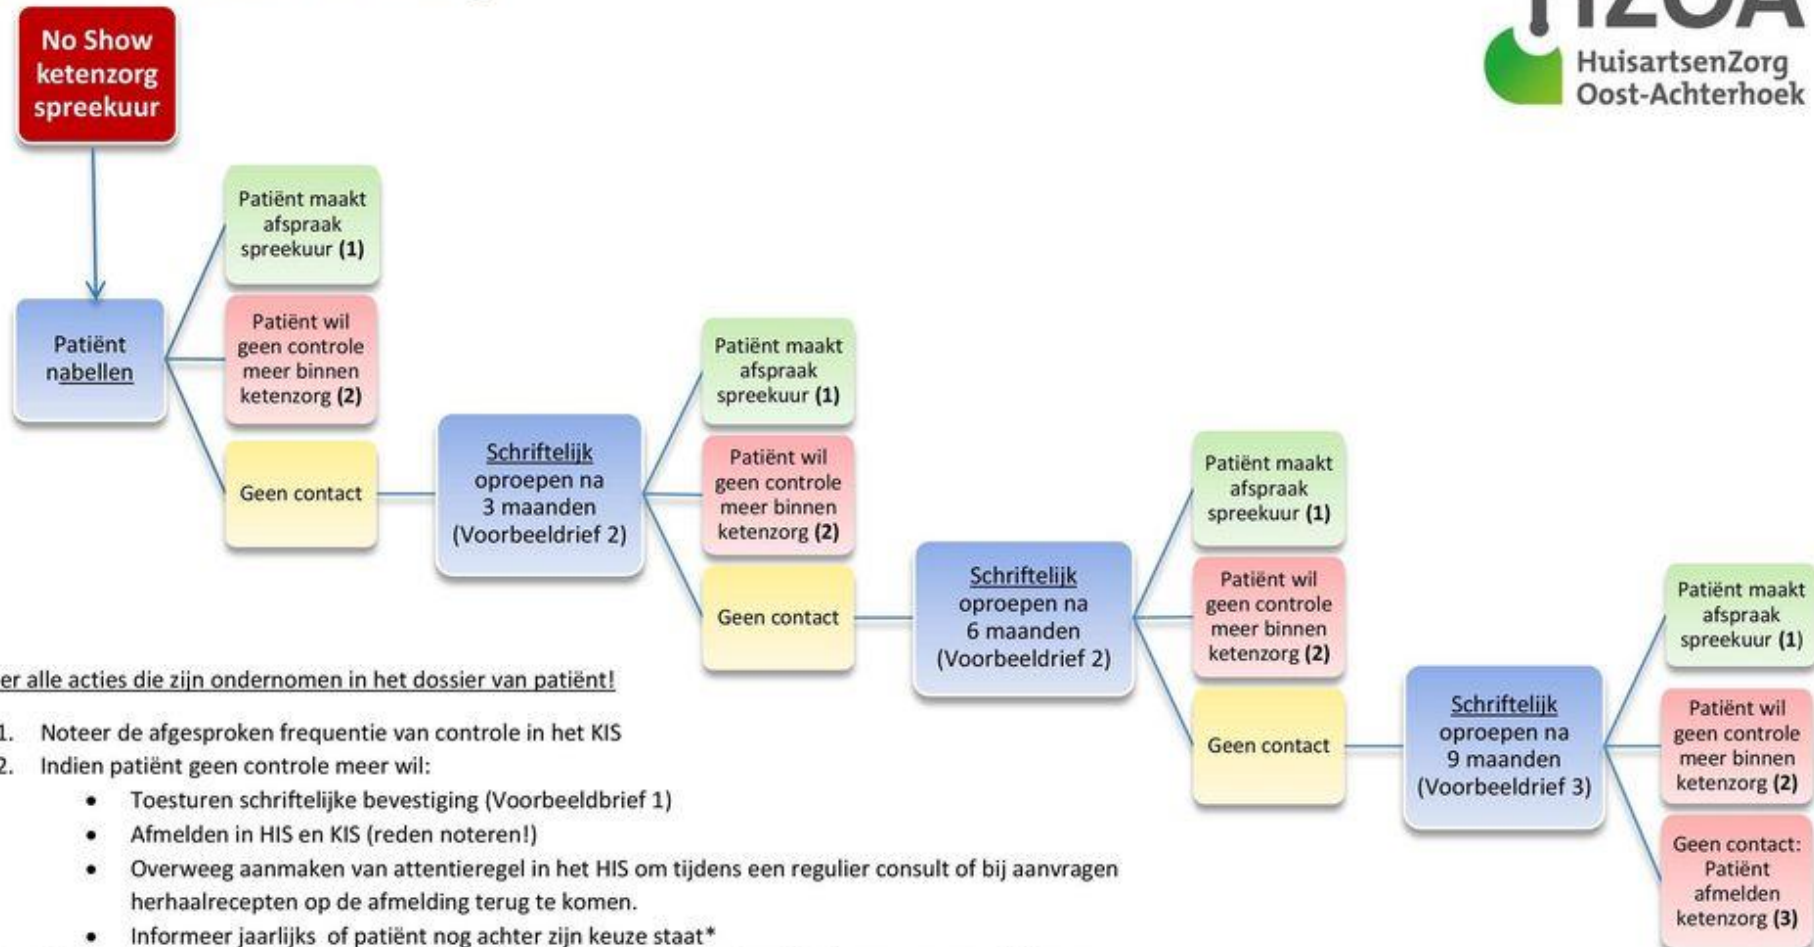 No Show
ketenzorg
spreekuur
HuisartsenZorg
Oost-Achterhoek
Patiënt
nabellen
Patiënt maakt
afspraak
spreekuur (1)
Patiënt wil
geen controle
meer binnen
ketenzorg (2)
Geen contact
Schriftelijk
oproepen na
3 maanden
(Voorbeeldrief 2)
Patiënt maakt
afspraak
spreekuur (1)
Patiënt wil
geen controle
meer binnen
ketenzorg (2)
Geen contact
Schriftelijk
oproepen na
6 maanden
(Voorbeeldrief 2)
Patiënt maakt
afspraak
spreekuur (1)
Patiënt wil
geen controle
meer binnen
ketenzorg (2)
Geen contact
Schriftelijk
oproepen na
9 maanden
(Voorbeeldrief 3)
Patiënt maakt
afspraak
spreekuur (1)
Patiënt wil
geen controle
meer binnen
ketenzorg (2)
Geen contact:
Patiënt
afmelden
ketenzorg (3)
alle acties die zijn ondernomen in het dossier van patiënt!
1. Noteer de afgesproken frequentie van controle in het KIS
2. Indien patiënt geen controle meer wil:
• Toesturen schriftelijke bevestiging (Voorbeeldbrief 1)
• Afmelden in HIS en KIS (reden noteren!)
• Overweeg aanmaken van attentieregel in het HIS om tijdens een regulier consult of bij aanvragen
herhaalrecepten op de afmelding terug te komen.
• Informeer jaarlijks of patiënt nog achter zijn keuze staat*